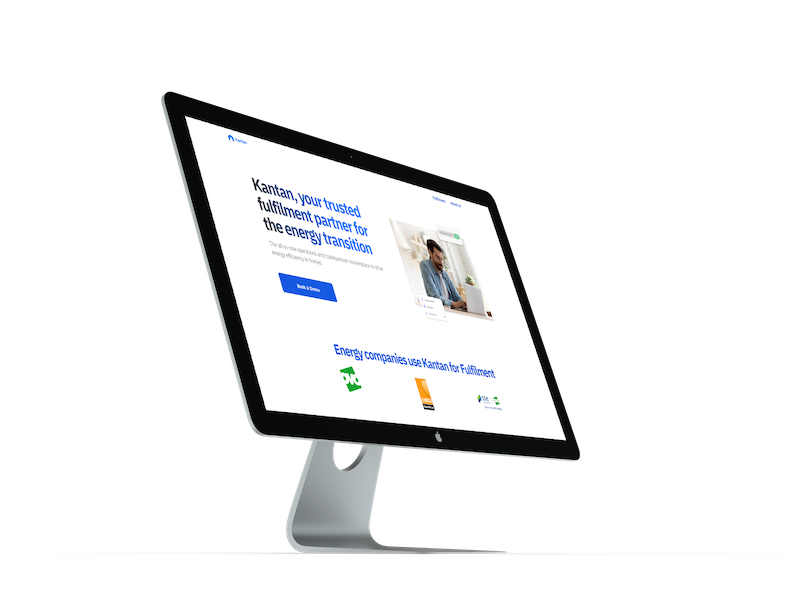 Kantan
Fulfilment About us
Kantan, your trusted
fulfilment partner for
the energy transition
The all-in-one operations and tradesperson marketplace to drive
energy efficiency in homes.
Book A Demo
Energy companies use Kantan for Fulfilment
sse